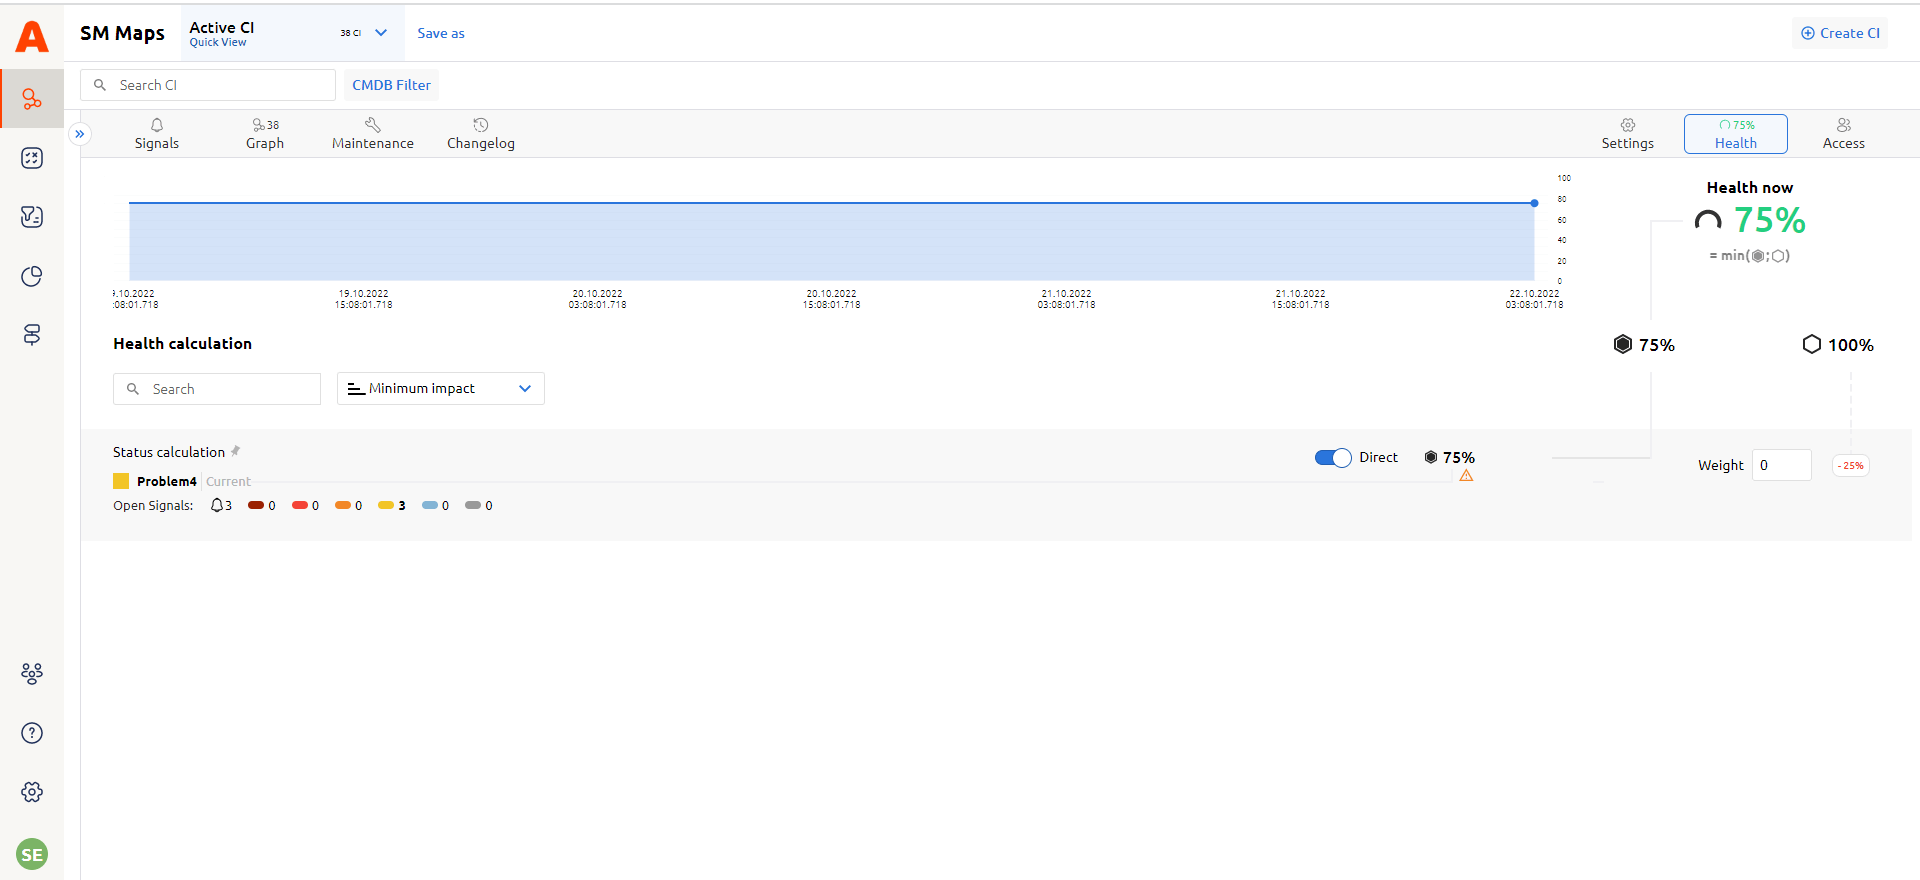 SM Maps
Active CI
Quick View
38 CI
Save as
Create CI
Search CI
CMDB Filter
Signals
38
Graph
Maintenance
Changelog
Settings
75%
Health
Access
100
80
60
40
20
0
9.10.2022
:08:01.718
19.10.2022
15:08:01.718
20.10.2022
03:08:01.718
20.10.2022
15:08:01.718
21.10.2022
03:08:01.718
21.10.2022
15:08:01.718
22.10.2022
03:08:01.718
Health now
75%
= min( ; )
75%
100%
Health calculation
Search
Minimum impact
Status calculation
Direct
75%
Weight
0
-25%
Problem4
Current
Open Signals:
3
0
0
0
3
0
0
SE